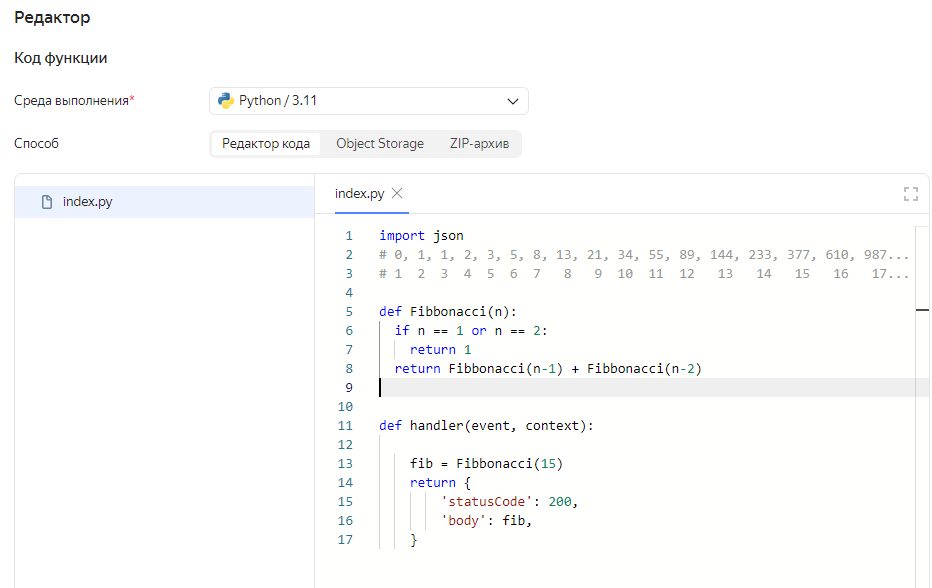 Редактор
Код функции
Среда выполнения*
Python / 3.11
Способ
Редактор кода Object Storage ZIP-архив
index.py
index.py
1 import json
2 # 0, 1, 1, 2, 3, 5, 8, 13, 21, 34, 55, 89, 144, 233, 377, 610, 987...
3 # 1 2 3 4 5 6 7 8 9 10 11 12 13 14 15 16 17...
4
5 def Fibbonacci(n):
6 if n == 1 or n == 2:
7 return 1
8 return Fibbonacci(n-1) + Fibbonacci(n-2)
9
10
11 def handler(event, context):
12
13 fib = Fibbonacci(15)
14 return {
15 'statusCode': 200,
16 'body': fib,
17 }